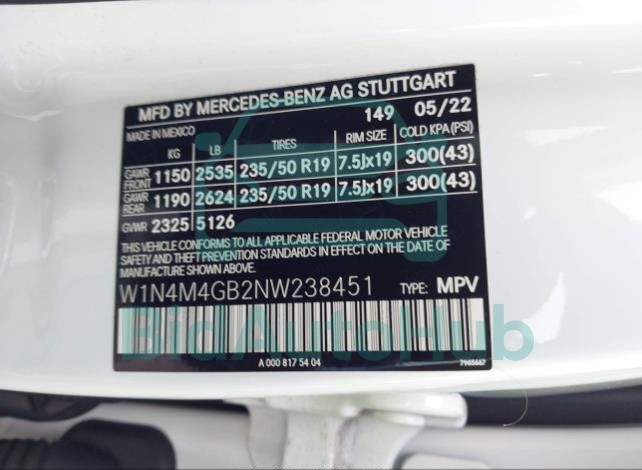 MFD BY MERCEDES-BENZ AG STUTTGART
MADE IN MEXICO 149 05/22
KG LB TIRES RIM SIZE COLD KPA(PSI)
GAWR FRONT 1150 2535 235/50 R19 7.5Jx19 300(43)
GAWR REAR 1190 2624 235/50 R19 7.5Jx19 300(43)
GVWR 2325 5126
THIS VEHICLE CONFORMS TO ALL APPLICABLE FEDERAL MOTOR VEHICLE
SAFETY AND THEFT PREVENTION STANDARDS IN EFFECT ON THE DATE OF
MANUFACTURE SHOWN ABOVE.
W1N4M4GB2NW238451 TYPE: MPV
BidAutoHub
A 000 817 54 04 7965667